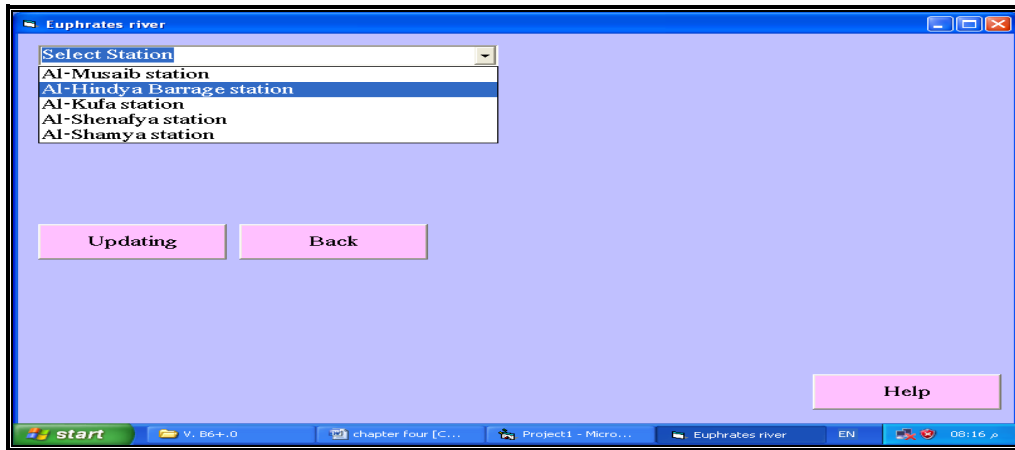 Euphrates river
Select Station
Al-Musaib station
Al-Hindya Barrage station
Al-Kufa station
Al-Shenafya station
Al-Shamya station
Updating
Back
Help
start
V. B6+.0
chapter four [C...
Project1 - Micro...
Euphrates river
EN
08:16 م